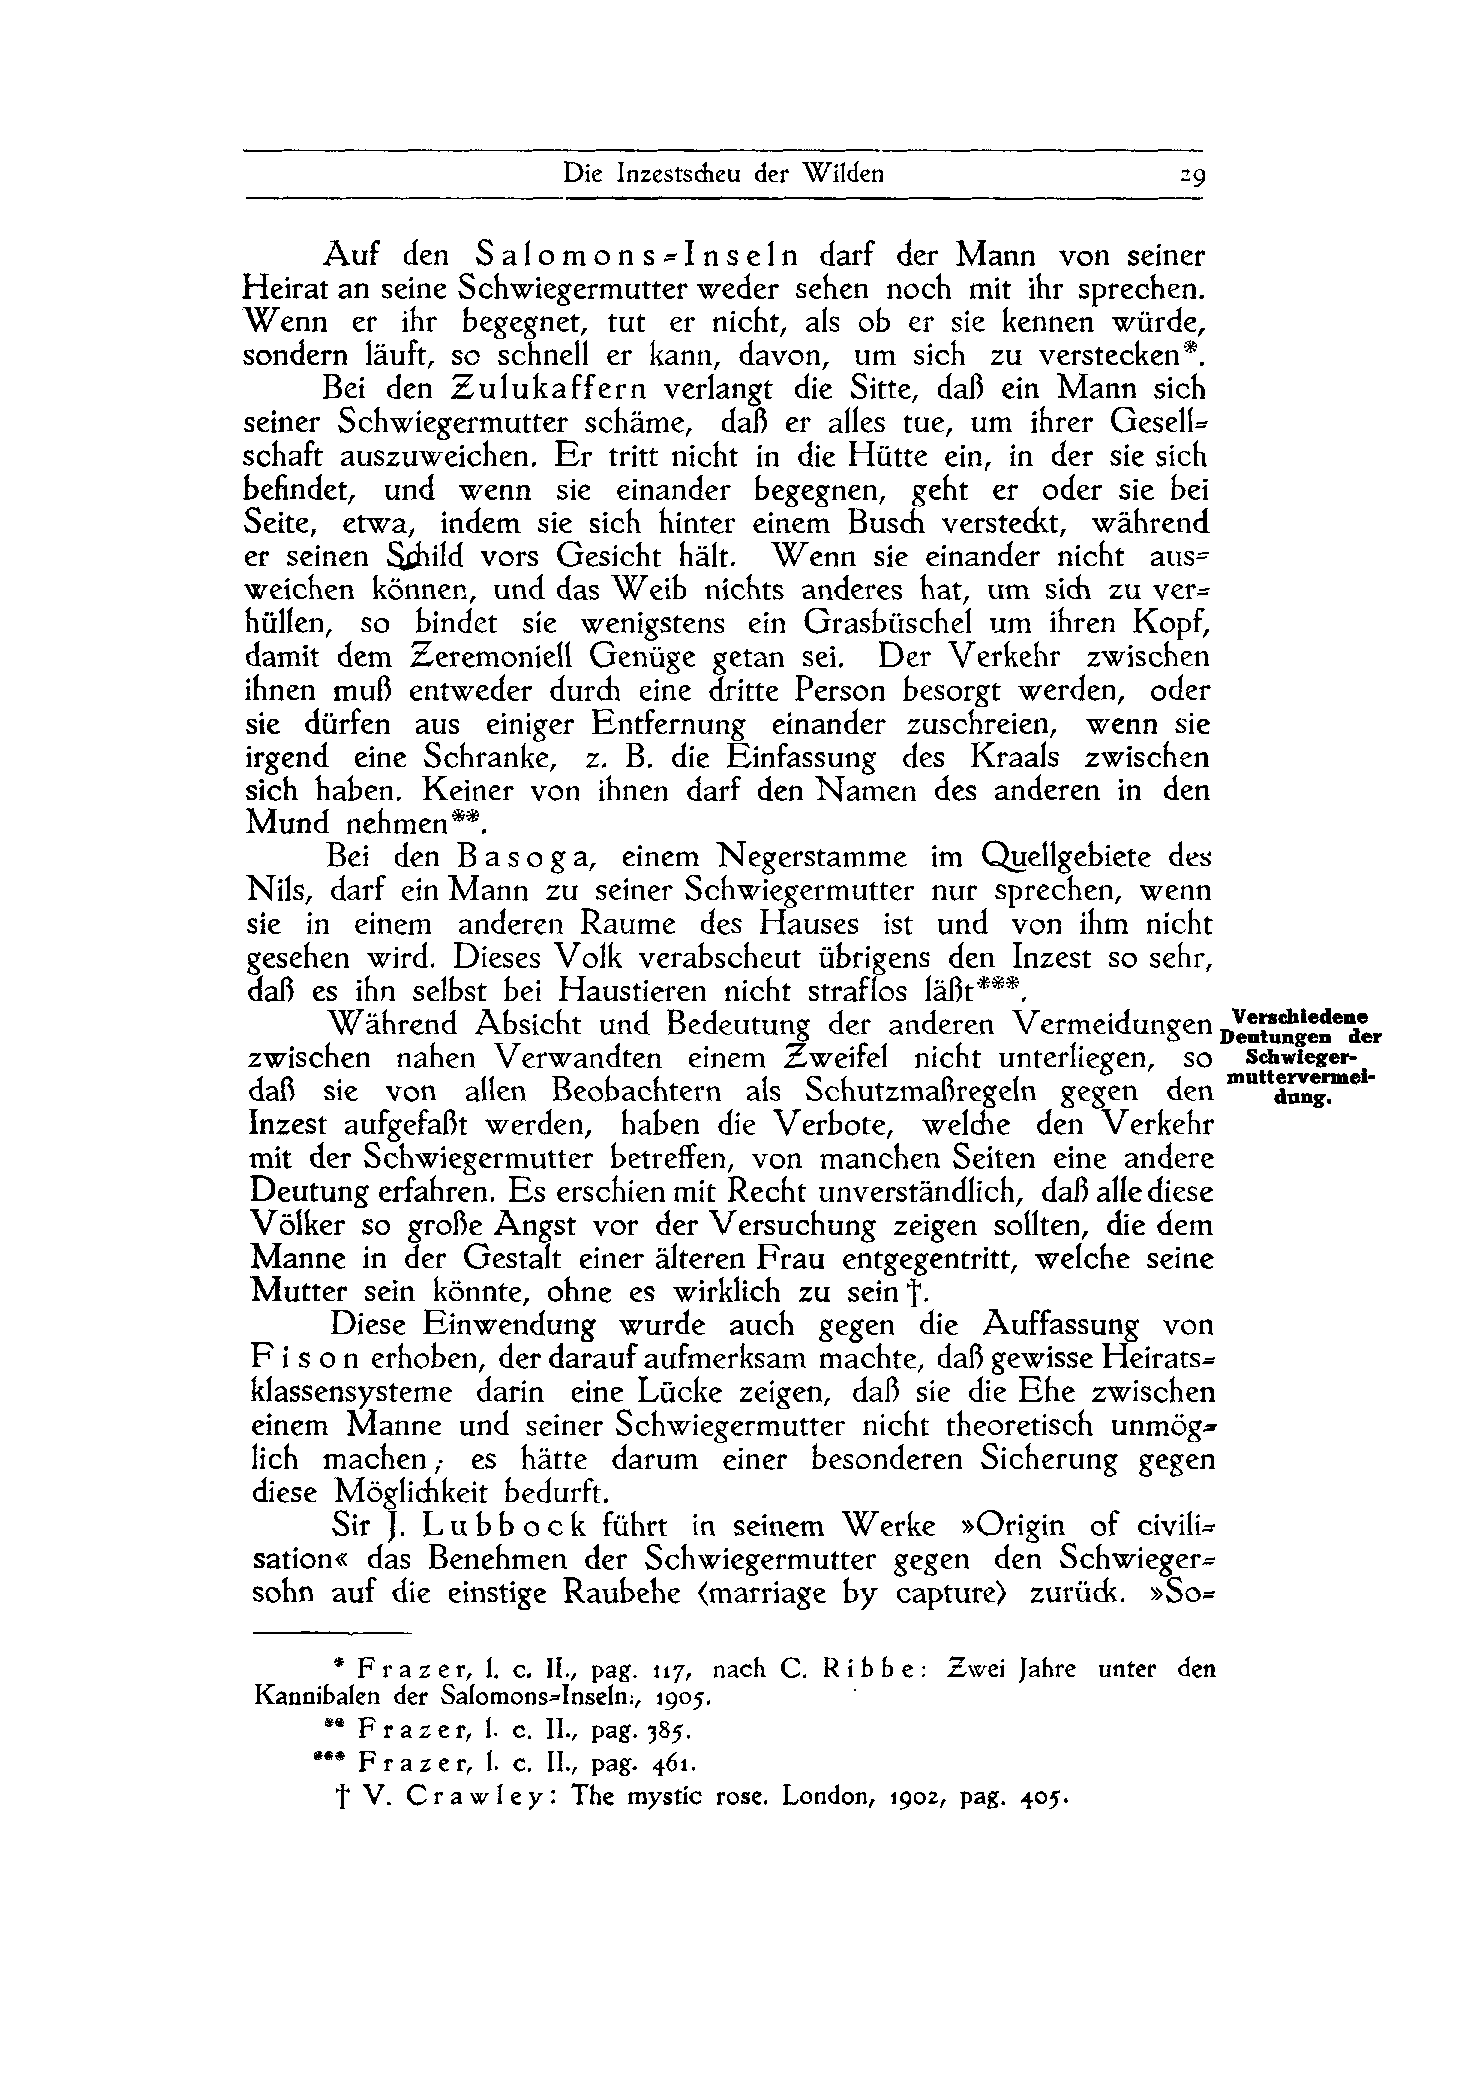 Die Inzestscheu der Wilden 29
Auf den Salomons-Inseln darf der Mann von seiner
Heirat an seine Schwiegermutter weder sehen noch mit ihr sprechen.
Wenn er ihr begegnet, tut er nicht, als ob er sie kennen würde,
sondern läuft, so schnell er kann, davon, um sich zu verstecken*.
Bei den Zulukaffern verlangt die Sitte, daß ein Mann sich
seiner Schwiegermutter schäme, daß er alles tue, um ihrer Gesell-
schaft auszuweichen. Er tritt nicht in die Hütte ein, in der sie sich
befindet, und wenn sie einander begegnen, geht er oder sie bei
Seite, etwa, indem sie sich hinter einem Busch versteckt, während
er seinen Schild vors Gesicht hält. Wenn sie einander nicht aus-
weichen können, und das Weib nichts anderes hat, um sich zu ver-
hüllen, so bindet sie wenigstens ein Grasbüschel um ihren Kopf,
damit dem Zeremoniell Genüge getan sei. Der Verkehr zwischen
ihnen muß entweder durch eine dritte Person besorgt werden, oder
sie dürfen aus einiger Entfernung einander zuschreien, wenn sie
irgend eine Schranke, z. B. die Einfassung des Kraals zwischen
sich haben. Keiner von ihnen darf den Namen des anderen in den
Mund nehmen**.
Bei den Basoga, einem Negerstamme im Quellgebiete des
Nils, darf ein Mann zu seiner Schwiegermutter nur sprechen, wenn
sie in einem anderen Raume des Hauses ist und von ihm nicht
gesehen wird. Dieses Volk verabscheut übrigens den Inzest so sehr,
daß es ihn selbst bei Haustieren nicht straflos läßt***.
Während Absicht und Bedeutung der anderen Vermeidungen
zwischen nahen Verwandten einem Zweifel nicht unterliegen, so
daß sie von allen Beobachtern als Schutzmaßregeln gegen den
Inzest aufgefaßt werden, haben die Verbote, welche den Verkehr
mit der Schwiegermutter betreffen, von manchen Seiten eine andere
Deutung erfahren. Es erschien mit Recht unverständlich, daß alle diese
Völker so große Angst vor der Versuchung zeigen sollten, die dem
Manne in der Gestalt einer älteren Frau entgegentritt, welche seine
Mutter sein könnte, ohne es wirklich zu sein †.
Verschiedene
Deutungen der
Schwieger-
muttervermei-
dung.
Diese Einwendung wurde auch gegen die Auffassung von
Fison erhoben, der darauf aufmerksam machte, daß gewisse Heirats-
klassensysteme darin eine Lücke zeigen, daß sie die Ehe zwischen
einem Manne und seiner Schwiegermutter nicht theoretisch unmög-
lich machen; es hätte darum einer besonderen Sicherung gegen
diese Möglichkeit bedurft.
Sir J. Lubbock führt in seinem Werke »Origin of civili-
sation« das Benehmen der Schwiegermutter gegen den Schwieger-
sohn auf die einstige Raubehe (marriage by capture) zurück. »So-
* Frazer, l. c. II., pag. 117, nach C. Ribbe: Zwei Jahre unter den
Kannibalen der Salomons-Inseln, 1905.
** Frazer, l. c. II., pag. 385.
*** Frazer, l. c. II., pag. 461.
† V. Crawley: The mystic rose. London, 1902, pag. 405.